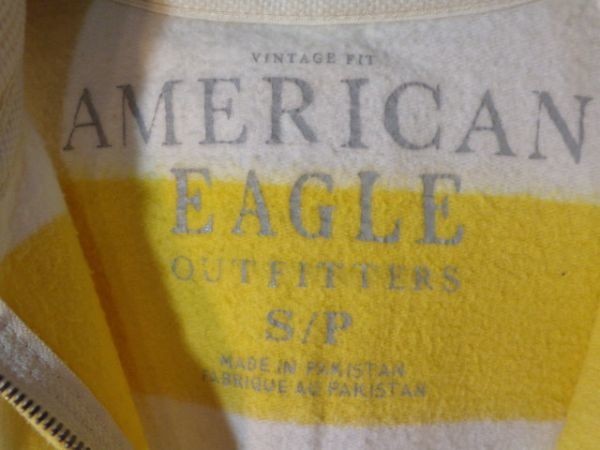 VINTAGE FIT
AMERICAN
EAGLE
OUTFITTERS
S/P
MADE IN PAKISTAN
FABRIQUE AU PAKISTAN